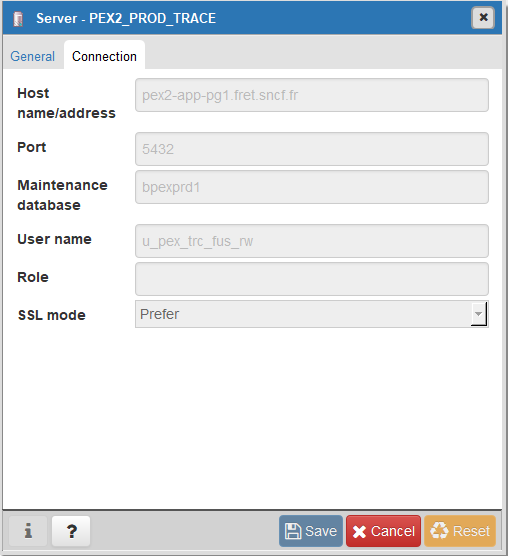 Server - PEX2_PROD_TRACE
General
Connection
Host
name/address
pex2-app-pg1.fret.sncf.fr
Port
5432
Maintenance
database
bpexprd1
User name
u_pex_trc_fus_rw
Role
SSL mode
Prefer
i
?
Save
Cancel
Reset